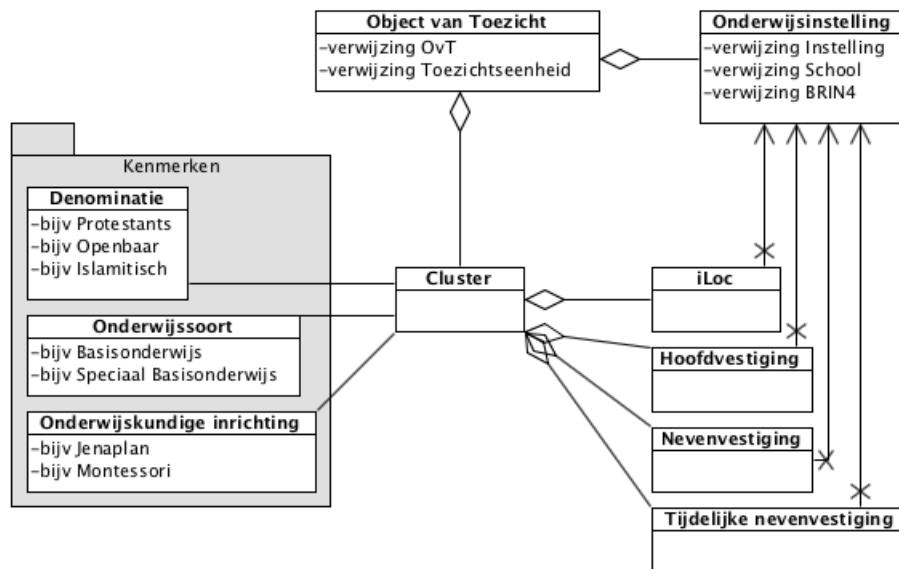 Object van Toezicht
-verwijzing OvT
-verwijzing Toezichtseenheid
Onderwijsinstelling
-verwijzing Instelling
-verwijzing School
-verwijzing BRIN4
Kenmerken
Denominatie
-bijv Protestants
-bijv Openbaar
-bijv Islamitisch
Onderwijssoort
-bijv Basisonderwijs
-bijv Speciaal Basisonderwijs
Onderwijskundige inrichting
-bijv Jenaplan
-bijv Montessori
Cluster
iLoc
Hoofdvestiging
Nevenvestiging
Tijdelijke nevenvestiging